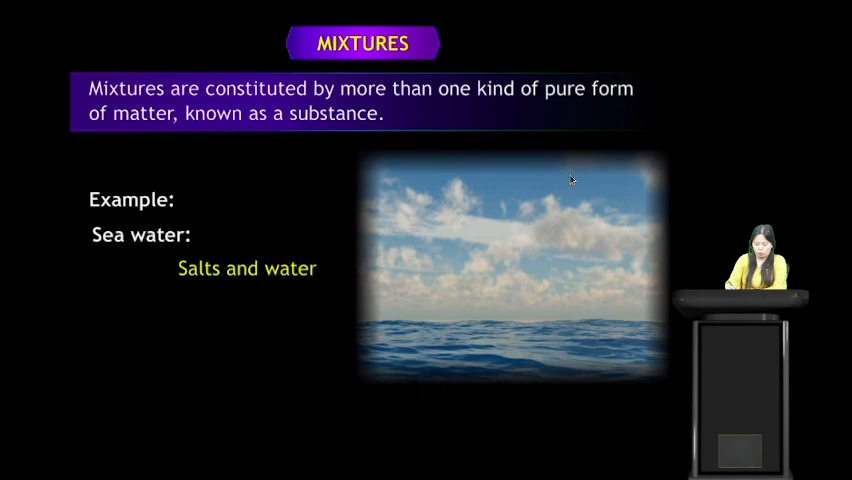 MIXTURES
Mixtures are constituted by more than one kind of pure form
of matter, known as a substance.
Example:
Sea water:
Salts and water